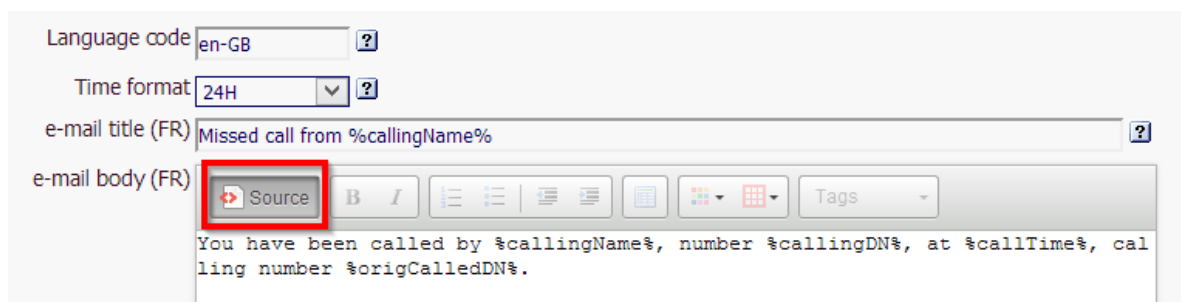 Language code en-GB ?
Time format 24H ?
e-mail title (FR) Missed call from %callingName% ?
e-mail body (FR) Source B I Tags
You have been called by %callingName%, number %callingDN%, at %callTime%, cal
ling number %origCalledDN%.